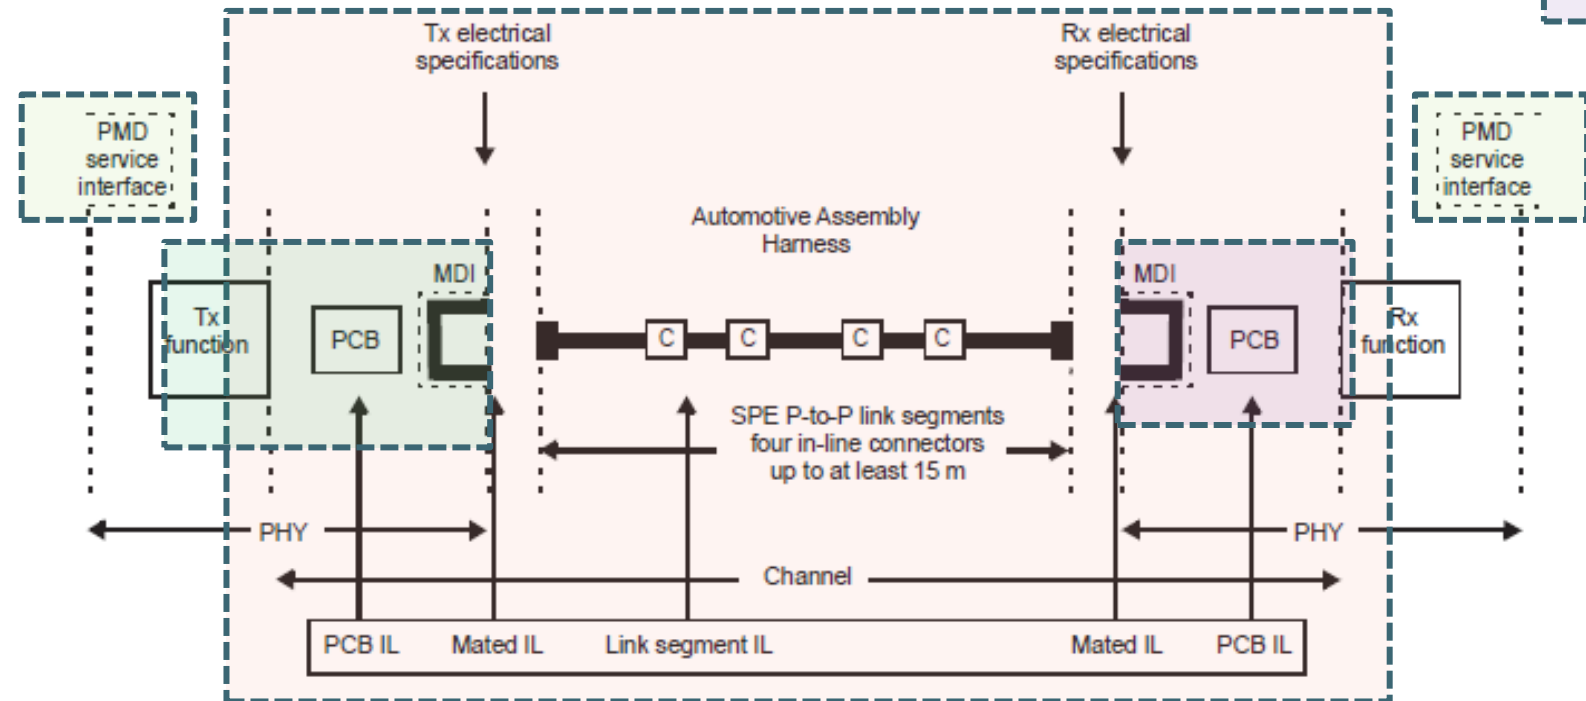 Tx electrical
specifications
Rx electrical
specifications
PMD
service
interface
PMD
service
interface
Automotive Assembly
Harness
MDI
MDI
Tx
function
PCB
C
C
C
C
PCB
Rx
function
SPE P-to-P link segments
four in-line connectors
up to at least 15 m
PHY
PHY
Channel
PCB IL
Mated IL
Link segment IL
Mated IL
PCB IL